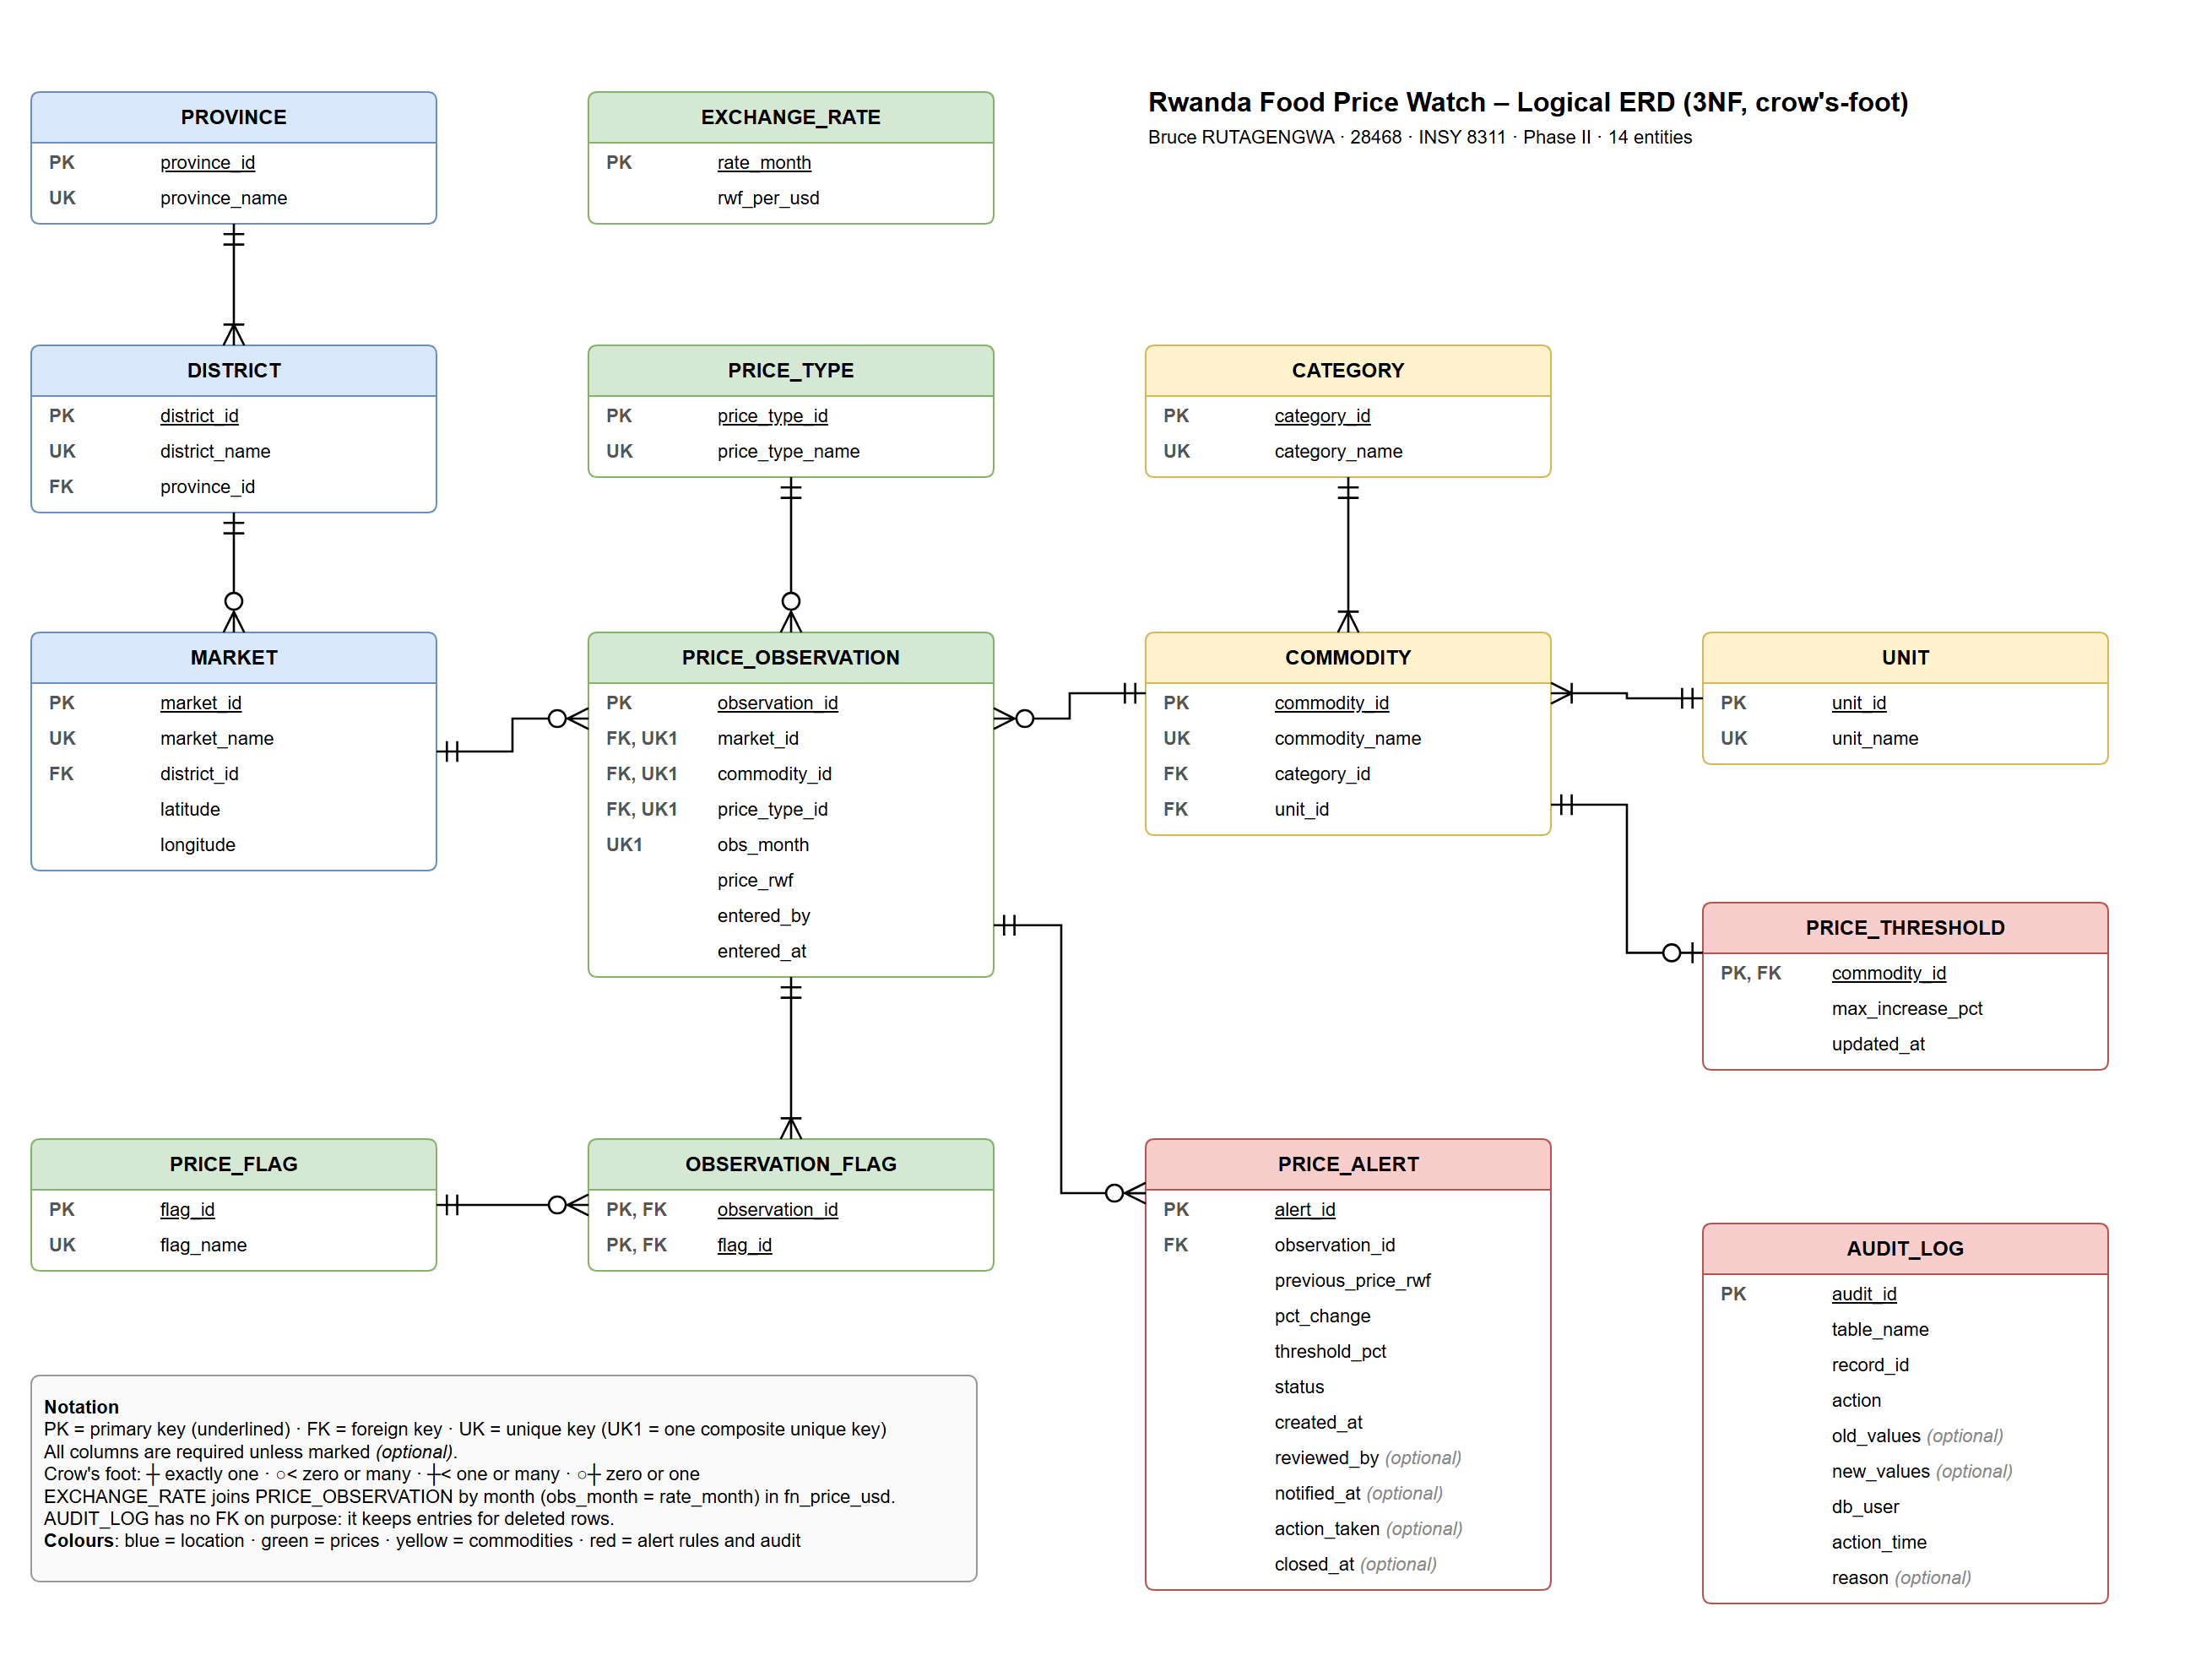 Rwanda Food Price Watch – Logical ERD (3NF, crow's-foot)
Bruce RUTAGENGWA · 28468 · INSY 8311 · Phase II · 14 entities
PROVINCE
PK province_id
UK province_name
EXCHANGE_RATE
PK rate_month
rwf_per_usd
DISTRICT
PK district_id
UK district_name
FK province_id
PRICE_TYPE
PK price_type_id
UK price_type_name
CATEGORY
PK category_id
UK category_name
MARKET
PK market_id
UK market_name
FK district_id
latitude
longitude
PRICE_OBSERVATION
PK observation_id
FK, UK1 market_id
FK, UK1 commodity_id
FK, UK1 price_type_id
UK1 obs_month
price_rwf
entered_by
entered_at
COMMODITY
PK commodity_id
UK commodity_name
FK category_id
FK unit_id
UNIT
PK unit_id
UK unit_name
PRICE_THRESHOLD
PK, FK commodity_id
max_increase_pct
updated_at
PRICE_FLAG
PK flag_id
UK flag_name
OBSERVATION_FLAG
PK, FK observation_id
PK, FK flag_id
PRICE_ALERT
PK alert_id
FK observation_id
previous_price_rwf
pct_change
threshold_pct
status
created_at
reviewed_by (optional)
notified_at (optional)
action_taken (optional)
closed_at (optional)
AUDIT_LOG
PK audit_id
table_name
record_id
action
old_values (optional)
new_values (optional)
db_user
action_time
reason (optional)
Notation
PK = primary key (underlined) · FK = foreign key · UK = unique key (UK1 = one composite unique key)
All columns are required unless marked (optional).
Crow's foot: ┼ exactly one · ○< zero or many · ┼< one or many · ○┼ zero or one
EXCHANGE_RATE joins PRICE_OBSERVATION by month (obs_month = rate_month) in fn_price_usd.
AUDIT_LOG has no FK on purpose: it keeps entries for deleted rows.
Colours: blue = location · green = prices · yellow = commodities · red = alert rules and audit